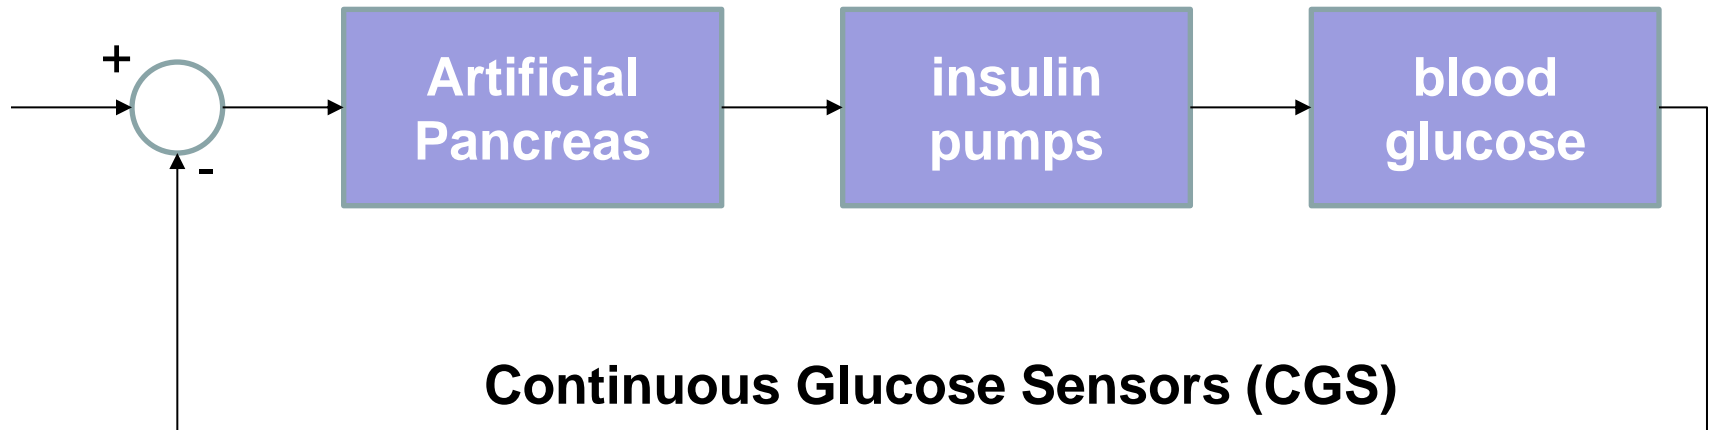 +
Artificial
Pancreas
insulin
pumps
blood
glucose
-
Continuous Glucose Sensors (CGS)